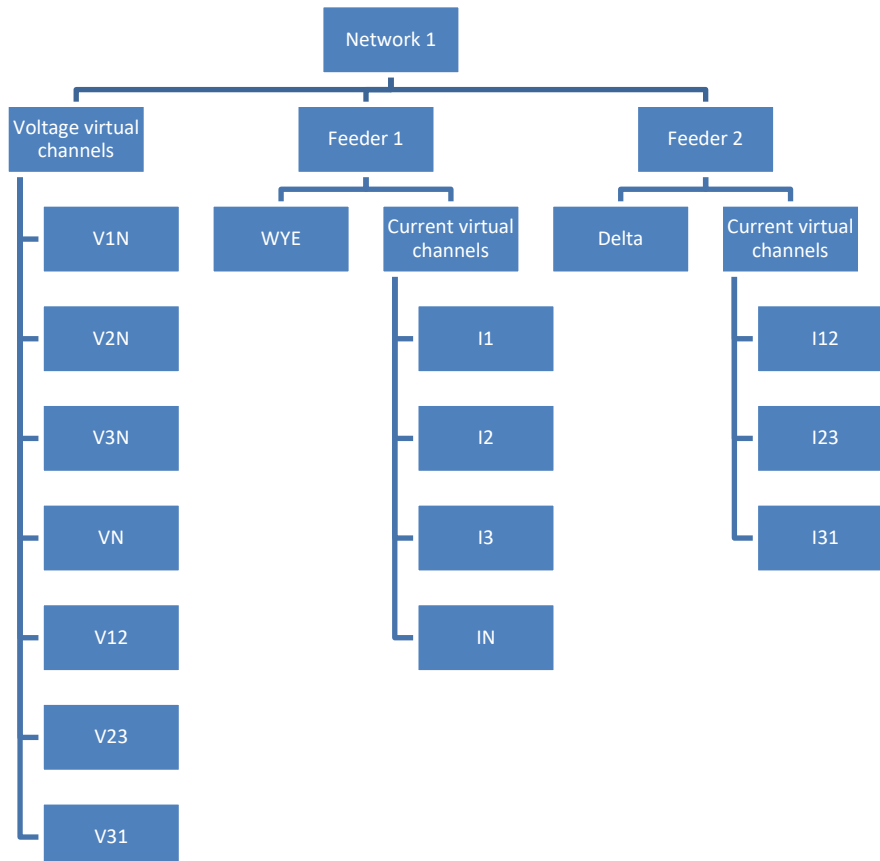 Network 1
Voltage virtual
channels
Feeder 1
Feeder 2
V1N
WYE
Current virtual
channels
Delta
Current virtual
channels
V2N
I1
I12
V3N
I2
I23
VN
I3
I31
V12
IN
V23
V31